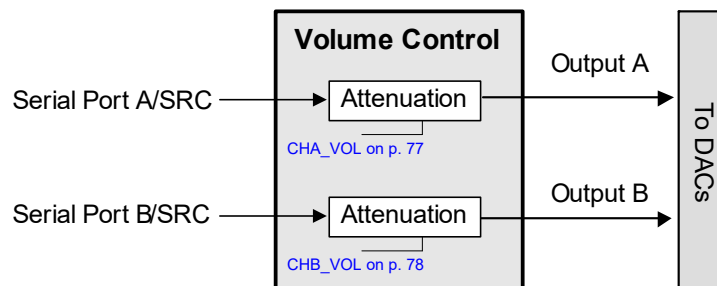 Volume Control
Output A
Serial Port A/SRC
Attenuation
CHA_VOL on p. 77
Output B
Serial Port B/SRC
Attenuation
CHB_VOL on p. 78
To DACs